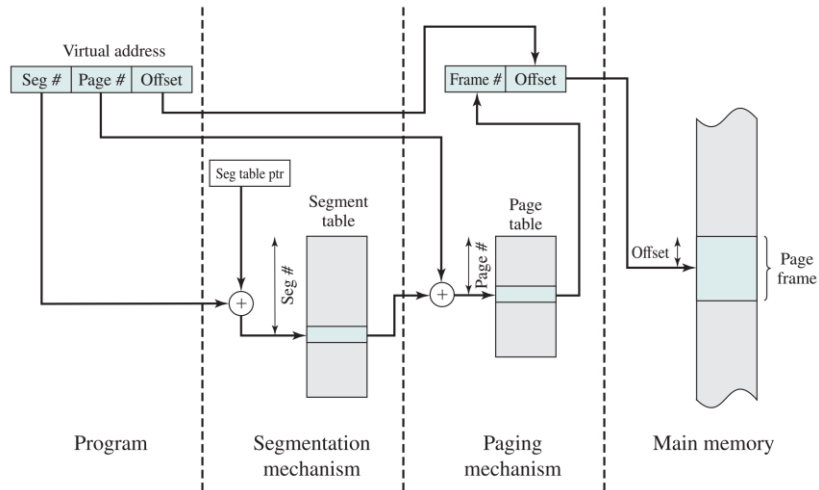 Virtual address
Seg # Page # Offset
Frame # Offset
Seg table ptr
Segment
table
Page
table
Seg #
Page #
+
+
Offset
Page
frame
Program
Segmentation
mechanism
Paging
mechanism
Main memory